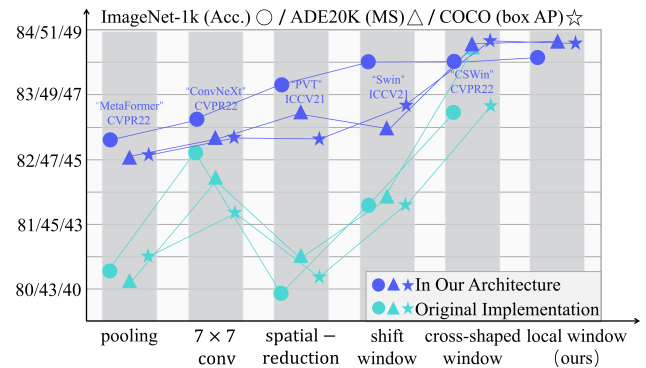 ImageNet-1k (Acc.) ○ / ADE20K (MS) △ / COCO (box AP) ☆
84/51/49
83/49/47
82/47/45
81/45/43
80/43/40
"MetaFormer"
CVPR22
"ConvNeXt"
CVPR22
"PVT"
ICCV21
"Swin"
ICCV21
"CSWin"
CVPR22
In Our Architecture
Original Implementation
pooling
7 × 7
conv
spatial −
reduction
shift
window
cross-shaped
window
local window
(ours)